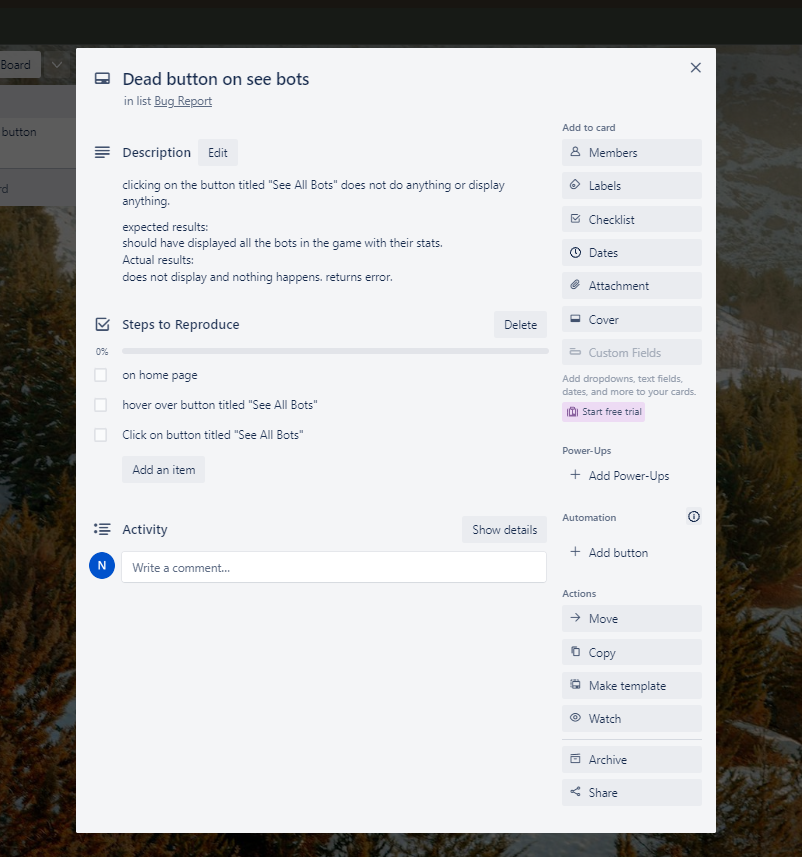 Board
button
rd
Dead button on see bots
in list Bug Report
Description
Edit
clicking on the button titled "See All Bots" does not do anything or display
anything.
expected results:
should have displayed all the bots in the game with their stats.
Actual results:
does not display and nothing happens. returns error.
Steps to Reproduce
Delete
0%
on home page
hover over button titled "See All Bots"
Click on button titled "See All Bots"
Add an item
Activity
Show details
N
Write a comment...
Add to card
Members
Labels
Checklist
Dates
Attachment
Cover
Custom Fields
Add dropdowns, text fields,
dates, and more to your cards.
Start free trial
Power-Ups
Add Power-Ups
Automation
Add button
Actions
Move
Copy
Make template
Watch
Archive
Share